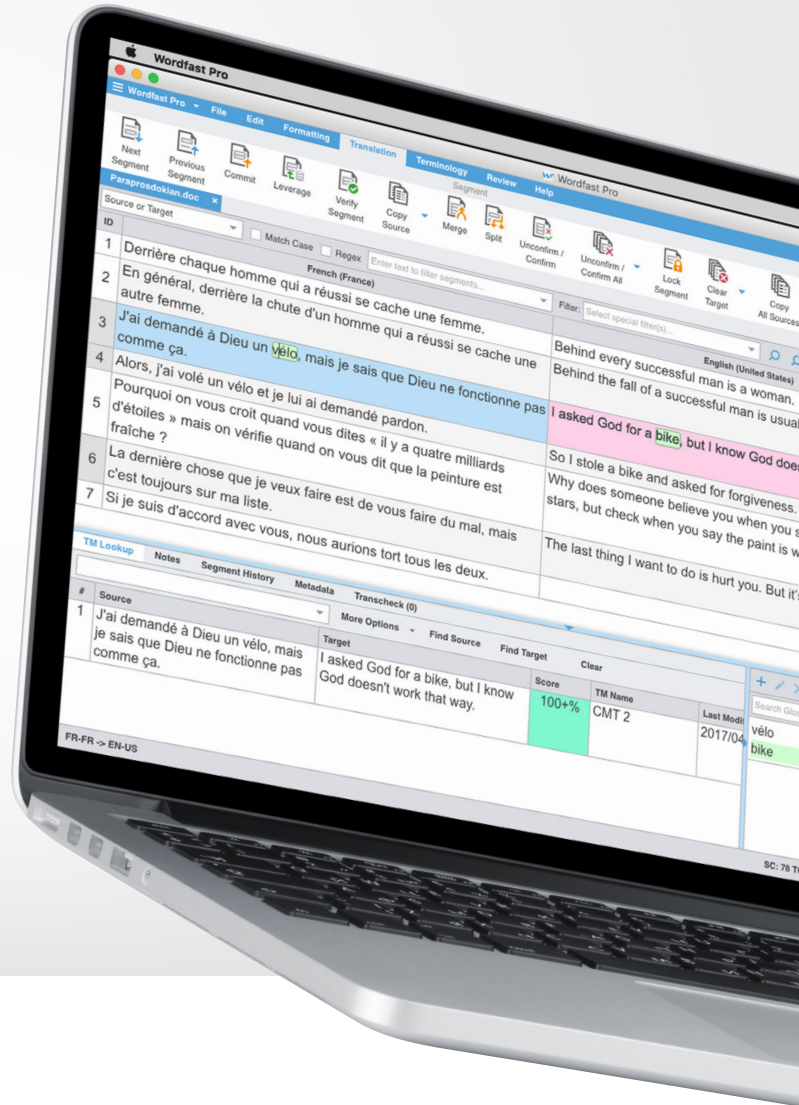 Wordfast Pro
Wordfast Pro
Wordfast Pro File Edit Formatting Translation Terminology Review Help
Next Segment
Previous Segment
Commit
Leverage
Verify Segment
Copy Source
Segment
Merge
Split
Unconfirm / Confirm
Unconfirm / Confirm All
Lock Segment
Clear Target
Copy All Sources
Paraprosdokian.doc ×
Source or Target
Match Case
Regex
Enter text to filter segments...
Filter:
Select special filter(s)...
ID
French (France)
English (United States)
1 Derrière chaque homme qui a réussi se cache une femme.
Behind every successful man is a woman.
2 En général, derrière la chute d'un homme qui a réussi se cache une
autre femme.
Behind the fall of a successful man is usual
3 J'ai demandé à Dieu un vélo, mais je sais que Dieu ne fonctionne pas
comme ça.
I asked God for a bike, but I know God does
4 Alors, j'ai volé un vélo et je lui ai demandé pardon.
So I stole a bike and asked for forgiveness.
5 Pourquoi on vous croit quand vous dites « il y a quatre milliards
d'étoiles » mais on vérifie quand on vous dit que la peinture est
fraîche ?
Why does someone believe you when you s
stars, but check when you say the paint is w
6 La dernière chose que je veux faire est de vous faire du mal, mais
c'est toujours sur ma liste.
The last thing I want to do is hurt you. But it's
7 Si je suis d'accord avec vous, nous aurions tort tous les deux.
TM Lookup Notes Segment History Metadata Transcheck (0)
More Options Find Source Find Target Clear
# Source Target Score TM Name Last Modi
1 J'ai demandé à Dieu un vélo, mais
je sais que Dieu ne fonctionne pas
comme ça.
I asked God for a bike, but I know
God doesn't work that way.
100+%
CMT 2
2017/04
Search Glo
vélo
bike
FR-FR -> EN-US
SC: 76 T